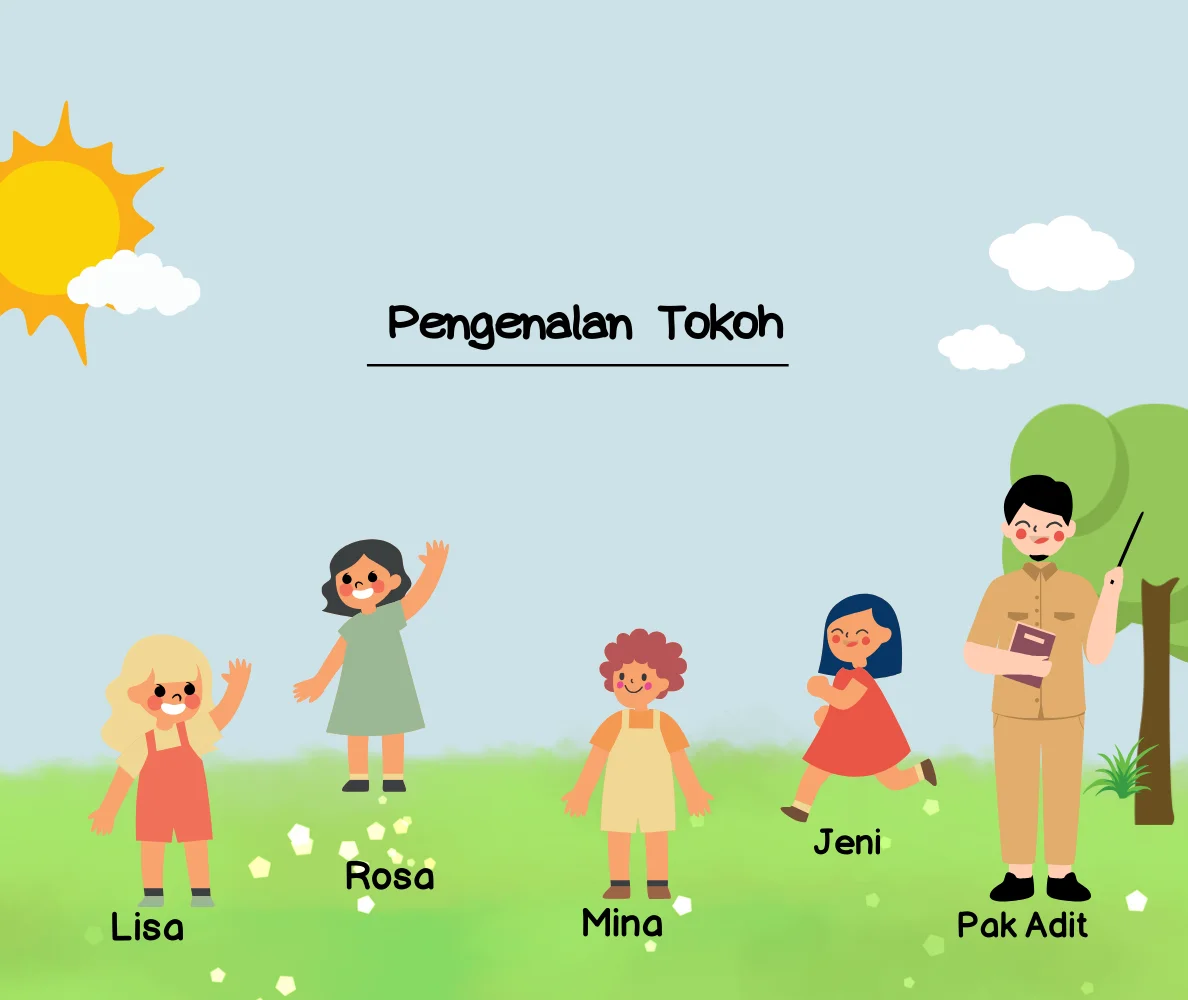 Pengenalan Tokoh
Jeni
Rosa
Lisa
Mina
Pak Adit